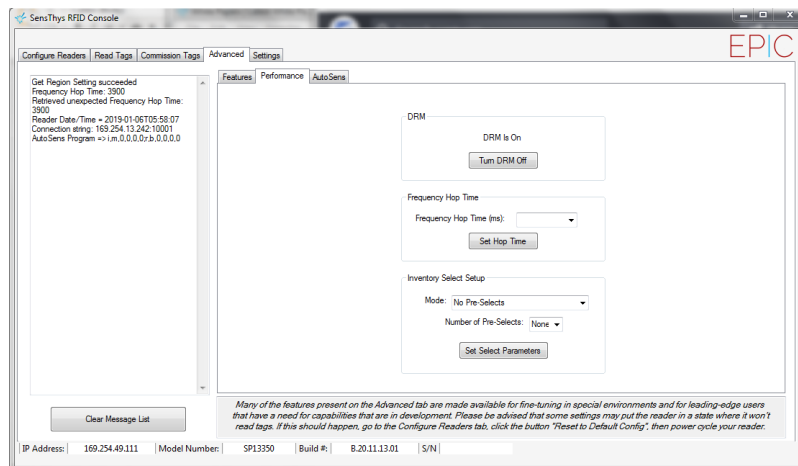 SensThys RFID Console
EPIC
Configure Readers Read Tags Commission Tags Advanced Settings
Features Performance AutoSens
Get Region Setting succeeded
Frequency Hop Time: 3900
Retrieved unexpected Frequency Hop Time:
3900
Reader Date/Time = 2019-01-06T05:58:07
Connection string: 169.254.13.242:10001
AutoSens Program => i,m,0,0,0,0;r,b,0,0,0,0
DRM
DRM Is On
Turn DRM Off
Frequency Hop Time
Frequency Hop Time (ms):
Set Hop Time
Inventory Select Setup
Mode: No Pre-Selects
Number of Pre-Selects: None
Set Select Parameters
Clear Message List
Many of the features present on the Advanced tab are made available for fine-tuning in special environments and for leading-edge users
that have a need for capabilities that are in development. Please be advised that some settings may put the reader in a state where it won't
read tags. If this should happen, go to the Configure Readers tab, click the button "Reset to Default Config", then power cycle your reader.
IP Address: 169.254.49.111 Model Number: SP13350 Build #: B.20.11.13.01 S/N